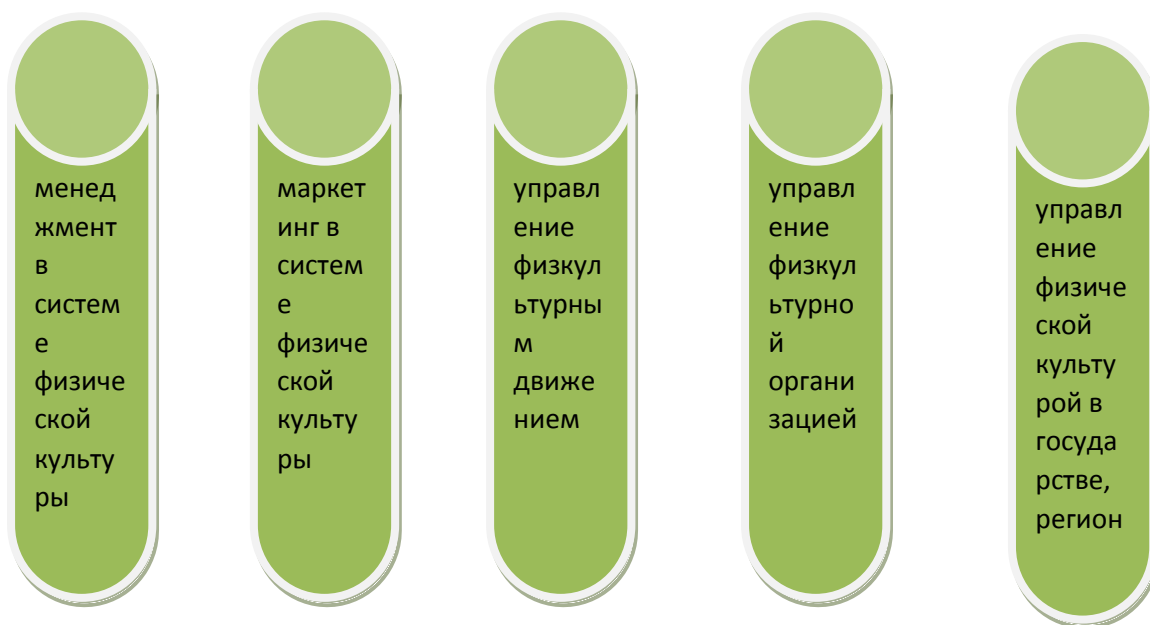 менед
жмент
в
систем
е
физиче
ской
культу
ры
маркет
инг в
систем
е
физиче
ской
культу
ры
управл
ение
физкул
ьтурны
м
движе
нием
управл
ение
физкул
ьтурно
й
органи
зацией
управл
ение
физиче
ской
культу
рой в
госуда
рстве,
регион